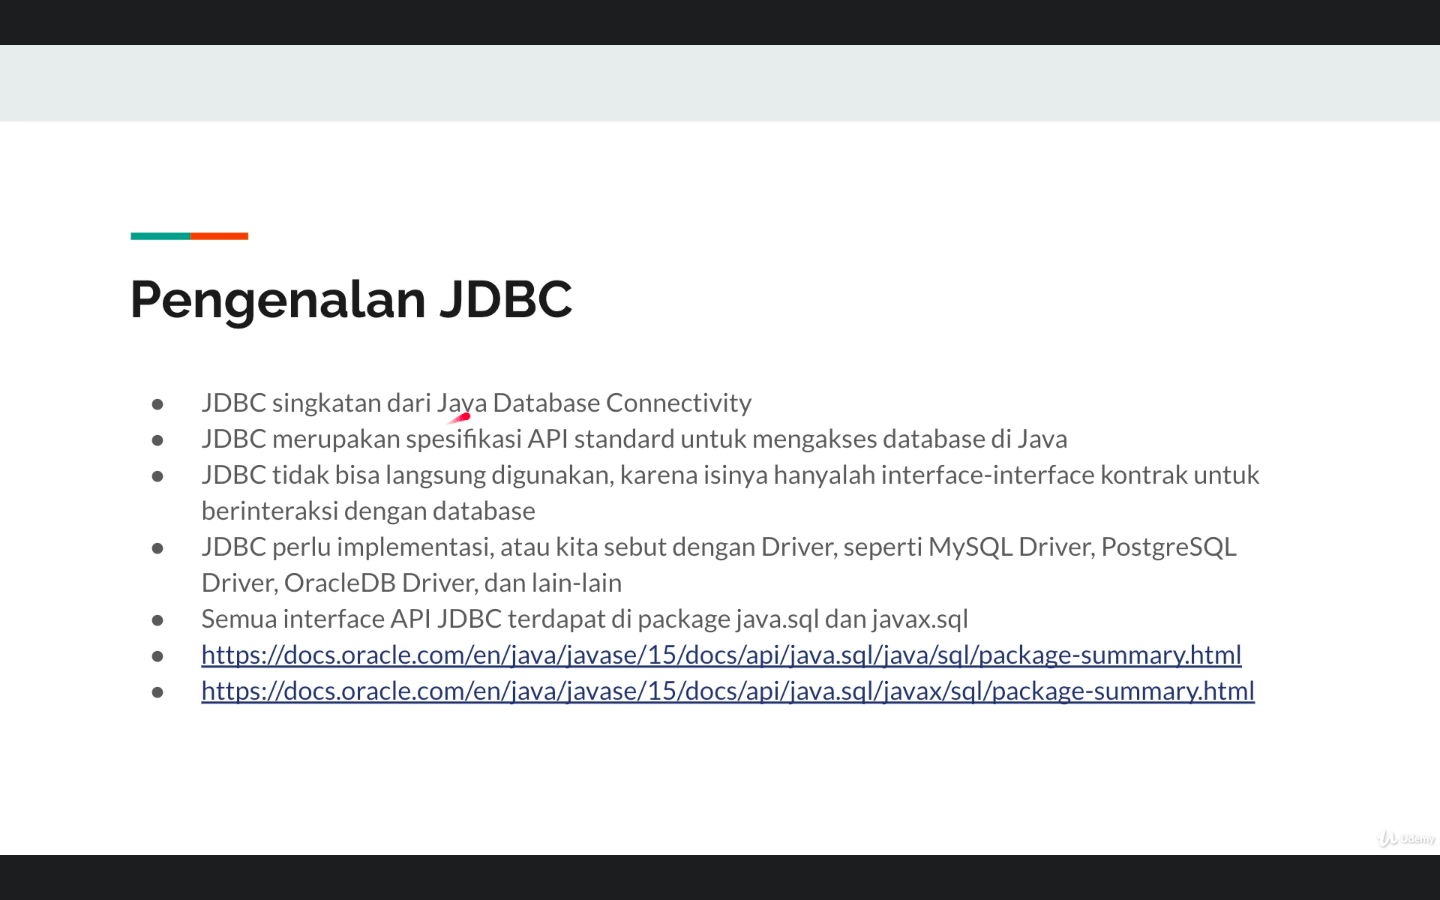 Pengenalan JDBC
● JDBC singkatan dari Java Database Connectivity
● JDBC merupakan spesifikasi API standard untuk mengakses database di Java
● JDBC tidak bisa langsung digunakan, karena isinya hanyalah interface-interface kontrak untuk
berinteraksi dengan database
● JDBC perlu implementasi, atau kita sebut dengan Driver, seperti MySQL Driver, PostgreSQL
Driver, OracleDB Driver, dan lain-lain
● Semua interface API JDBC terdapat di package java.sql dan javax.sql
● https://docs.oracle.com/en/java/javase/15/docs/api/java.sql/java/sql/package-summary.html
● https://docs.oracle.com/en/java/javase/15/docs/api/java.sql/javax/sql/package-summary.html
Udemy